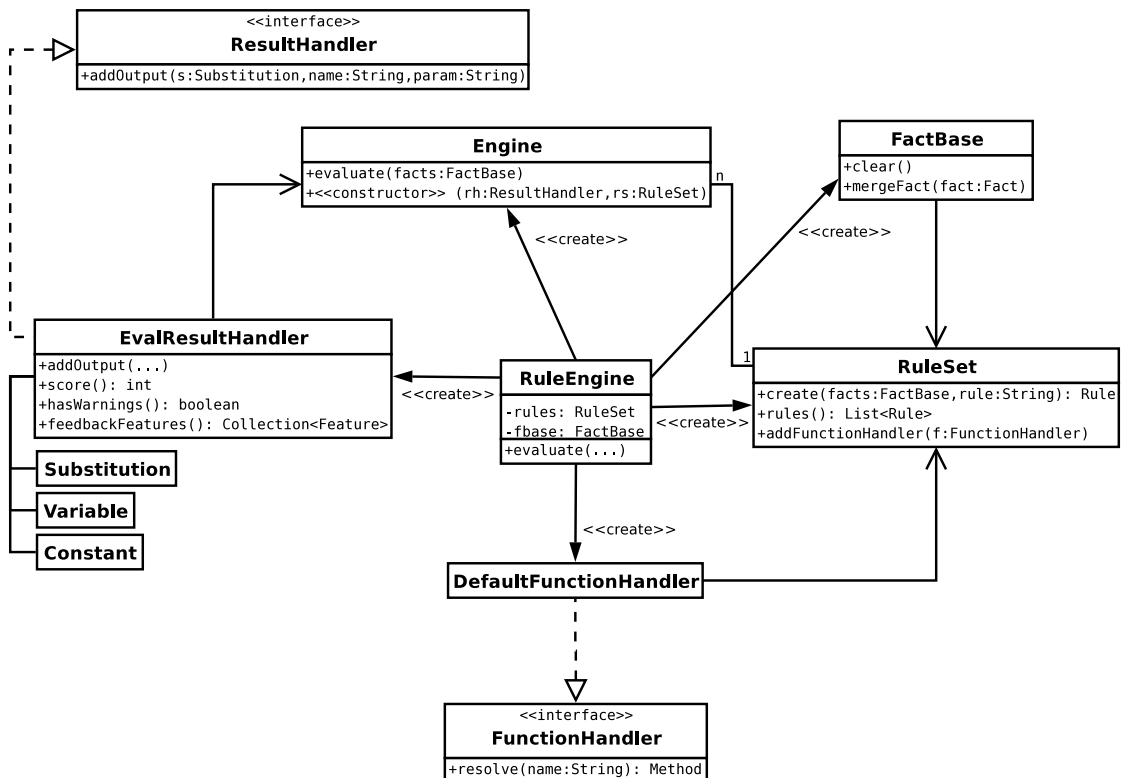 <<interface>>
ResultHandler
+addOutput(s:Substitution,name:String,param:String)
Engine
+evaluate(facts:FactBase)
+<<constructor>> (rh:ResultHandler,rs:RuleSet)
n
FactBase
+clear()
+mergeFact(fact:Fact)
<<create>>
<<create>>
EvalResultHandler
+addOutput(...)
+score(): int
+hasWarnings(): boolean
+feedbackFeatures(): Collection<Feature>
<<create>>
RuleEngine
-rules: RuleSet
-fbase: FactBase
+evaluate(...)
1
<<create>>
RuleSet
+create(facts:FactBase,rule:String): Rule
+rules(): List<Rule>
+addFunctionHandler(f:FunctionHandler)
Substitution
Variable
Constant
<<create>>
DefaultFunctionHandler
<<interface>>
FunctionHandler
+resolve(name:String): Method